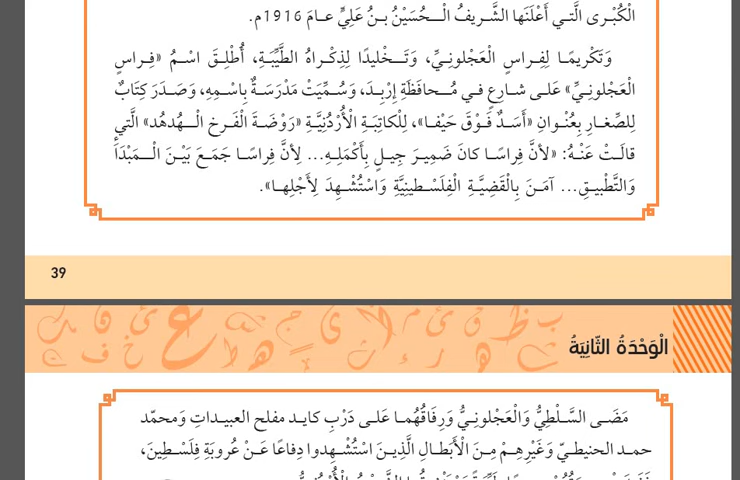 الْكُبْرى الَّتي أَعْلَنَها الشَّريفُ الْحُسَيْنُ بنُ عَلِيٍّ عامَ 1916م.
وَتَكْريمًا لِفِراسٍ الْعَجْلونِيِّ، وَتَخْليدًا لِذِكْراهُ الطَّيِّبَةِ، أُطْلِقَ اسْمُ «فِراسٍ
الْعَجْلونِيِّ» عَلى شارِعٍ في مُحافَظَةِ إِرْبِدَ، وَسُمِّيَتْ مَدْرَسَةٌ بِاسْمِهِ، وَصَدَرَ كِتابٌ
لِلصِّغارِ بِعُنْوانِ «أَسَدٌ فَوْقَ حَيْفا»، لِلْكاتِبَةِ الْأُرْدُنِيَّةِ «رَوْضَةَ الْفَرخِ الْهُدهُد» الَّتي
قالَتْ عَنْهُ: «لأنَّ فِراسًا كانَ ضَميرَ جيلٍ بِأَكْمَلِهِ... لِأنَّ فِراسًا جَمَعَ بَيْنَ الْمَبْدَأِ
وَالتَّطْبيقِ... آمَنَ بِالْقَضِيَّةِ الْفِلَسْطينِيَّةِ وَاسْتُشْهِدَ لِأَجْلِها».
39
الْوَحْدَةُ الثّانِيَةُ
مَضَى السَّلْطِيُّ وَالْعَجْلونِيُّ وَرِفاقُهُما عَلى دَرْبِ كايد مفلح العبيداتِ وَمحمّد
حمد الحنيطيّ وَغَيْرِهِمْ مِنَ الْأَبْطالِ الَّذينَ اسْتُشْهِدوا دِفاعًا عَنْ عُروبَةِ فِلَسْطينَ،